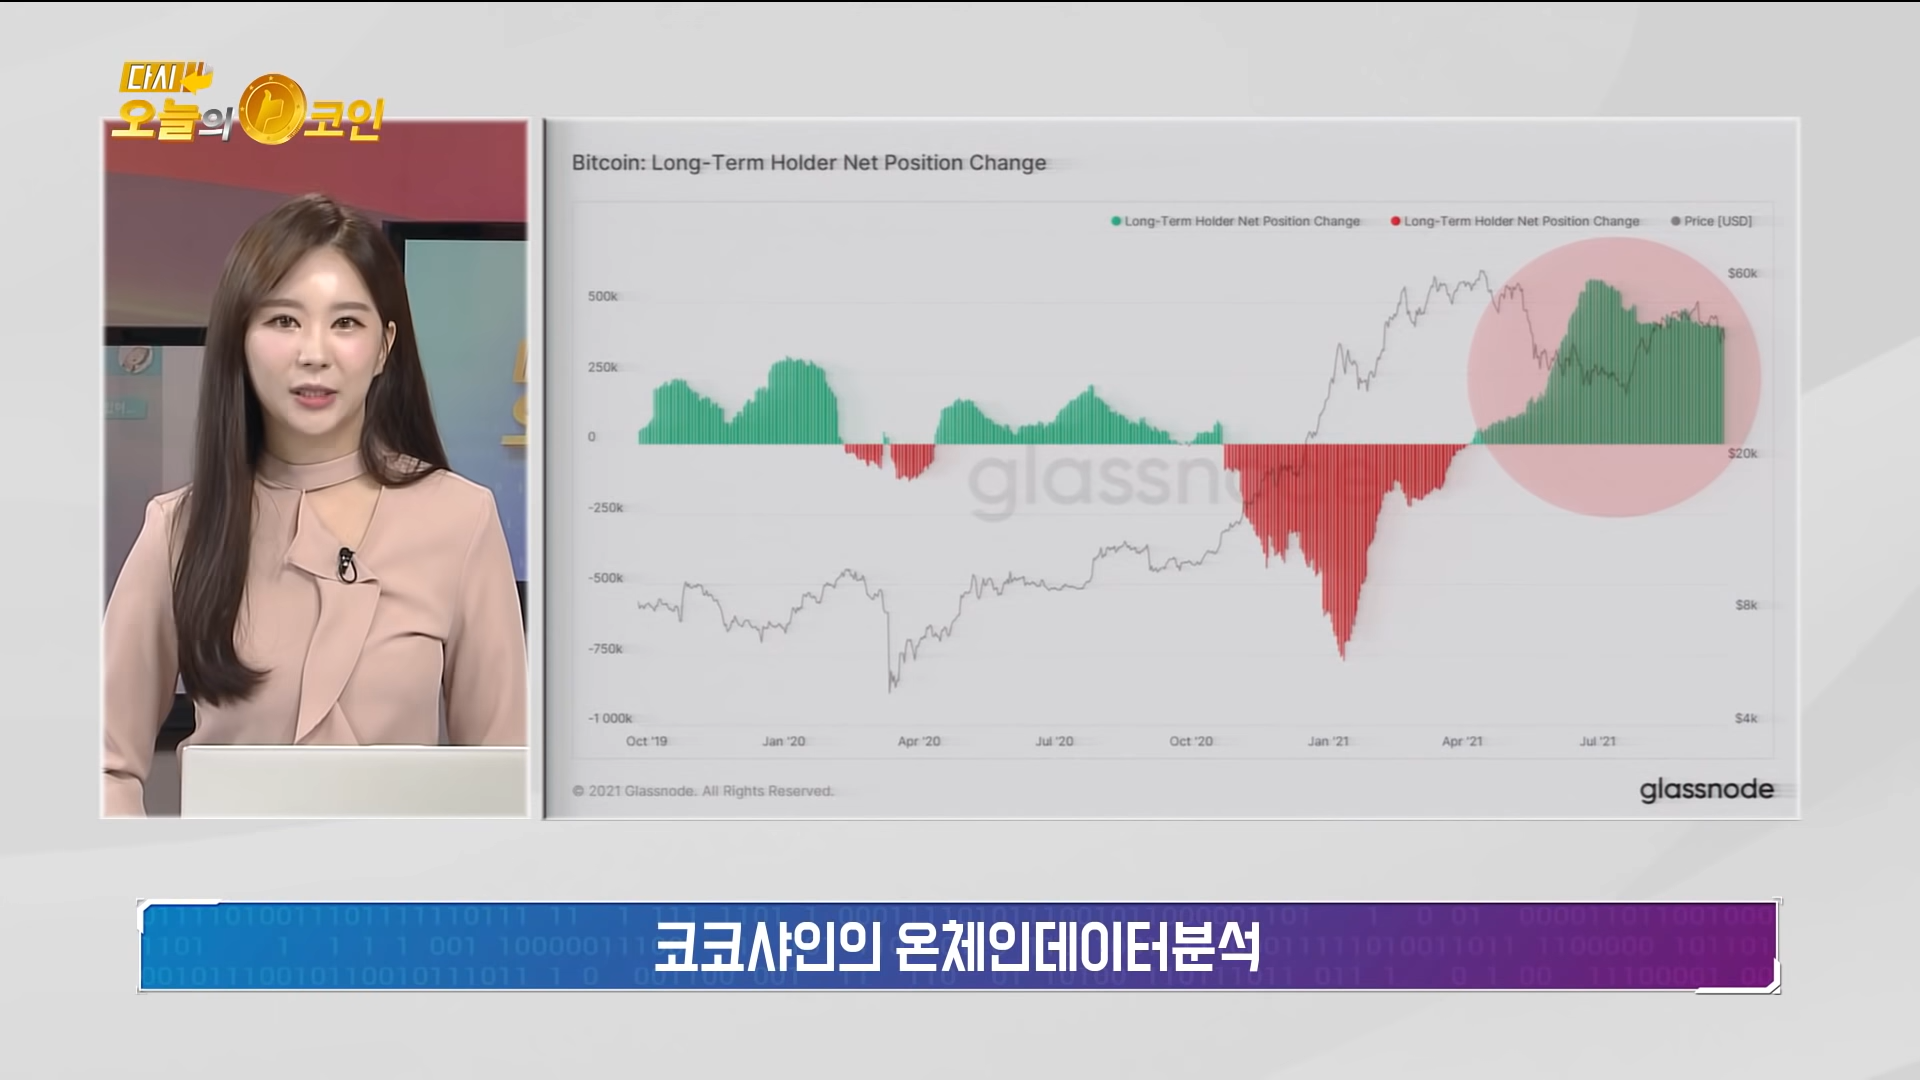 다시
오늘의 코인
Bitcoin: Long-Term Holder Net Position Change
Long-Term Holder Net Position Change
Long-Term Holder Net Position Change
Price [USD]
500k
250k
0
-250k
-500k
-750k
-1 000k
$60k
$20k
$8k
$4k
glassnode
Oct '19
Jan '20
Apr '20
Jul '20
Oct '20
Jan '21
Apr '21
Jul '21
© 2021 Glassnode. All Rights Reserved.
glassnode
코코샤인의 온체인데이터분석